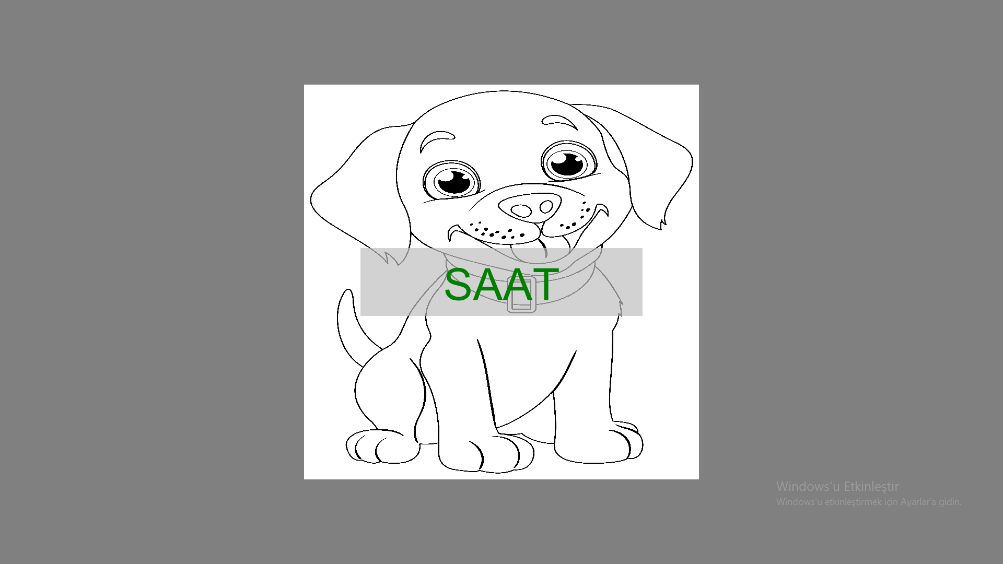 SAAT
Windows'u Etkinleştir
Windows'u etkinleştirmek için Ayarlar'a gidin.